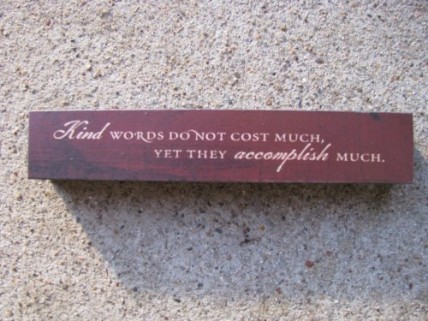 Kind WORDS DO NOT COST MUCH,
YET THEY accomplish MUCH.